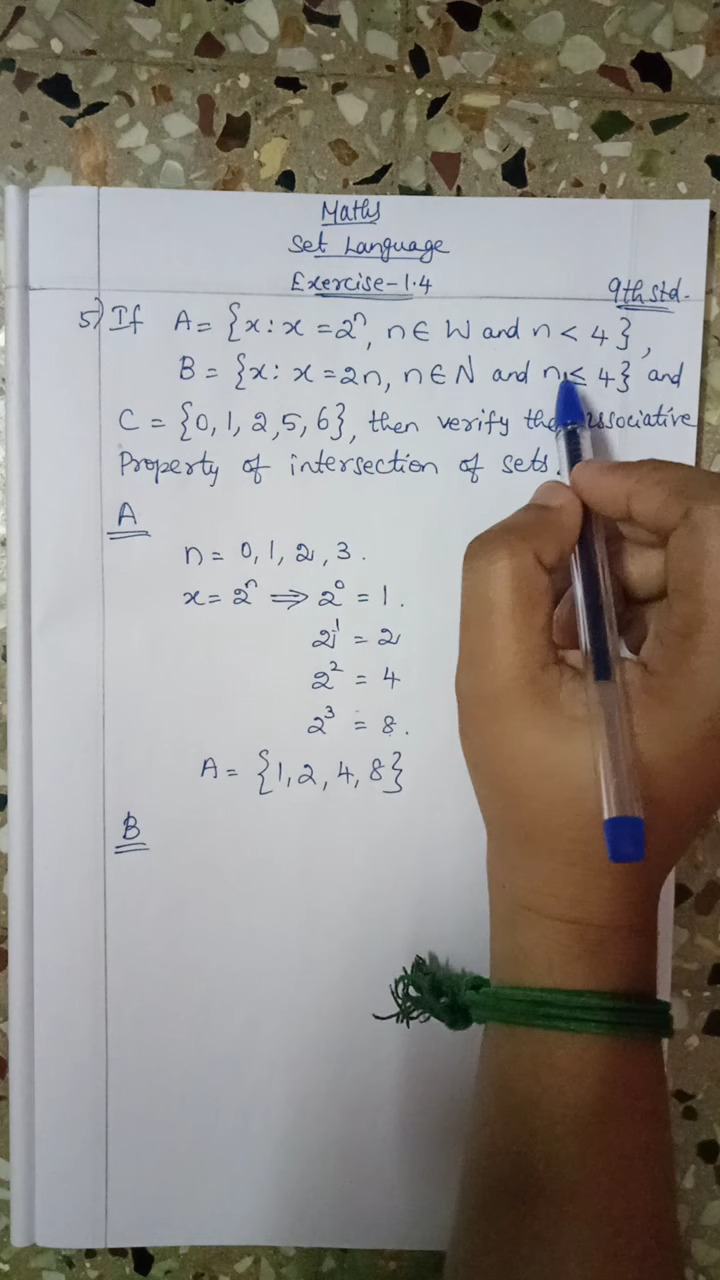 Maths
Set Language
Exercise-1.4
9th std.
5) If A = {x: x = 2ⁿ, n ∈ W and n < 4},
B = {x: x = 2n, n ∈ N and n ≤ 4} and
C = {0, 1, 2, 5, 6}, then verify the associative
Property of intersection of sets.
A
n = 0, 1, 2, 3.
x = 2ⁿ ⟹ 2⁰ = 1.
2¹ = 2
2² = 4
2³ = 8.
A = {1, 2, 4, 8}
B